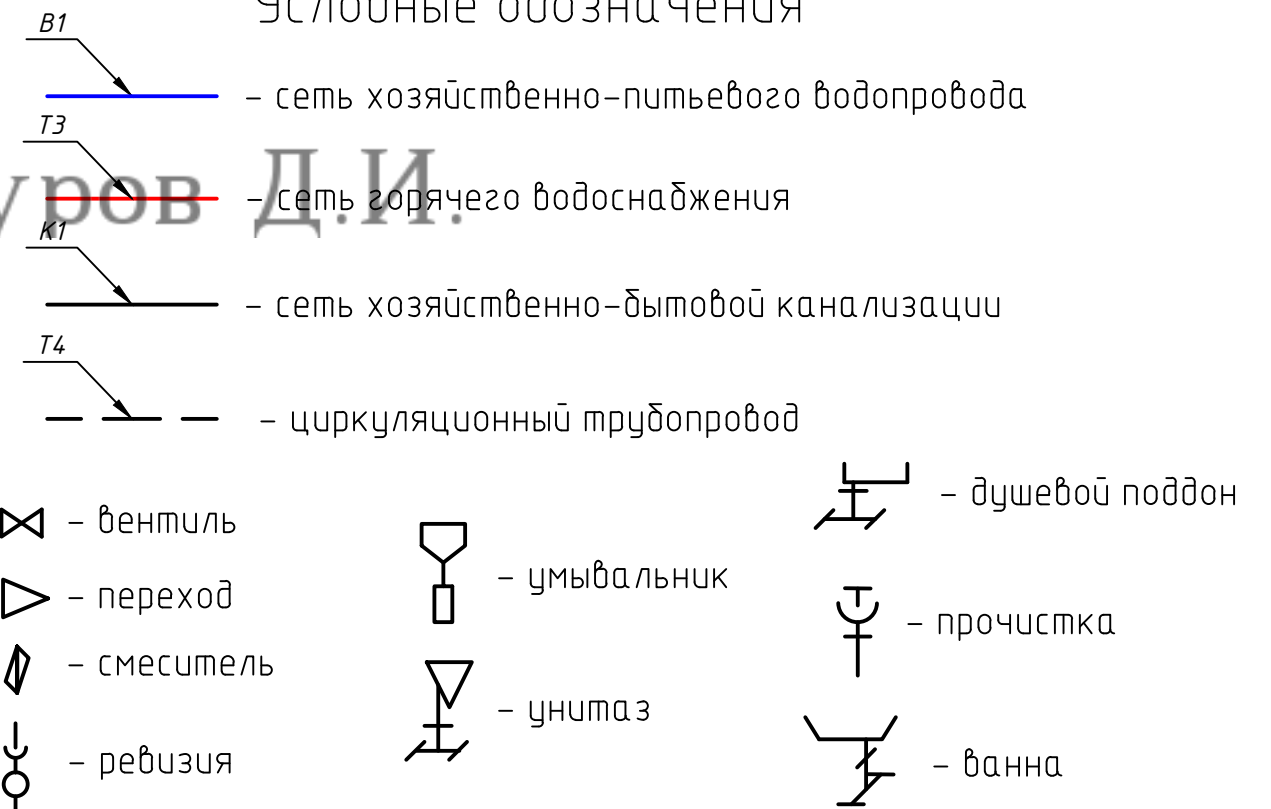 Условные обозначения
В1
– сеть хозяйственно-питьевого водопровода
Т3
– сеть горячего водоснабжения
уров Д.И.
К1
– сеть хозяйственно-бытовой канализации
Т4
– циркуляционный трубопровод
– душевой поддон
– вентиль
– умывальник
– переход
– прочистка
– смеситель
– унитаз
– ревизия
– ванна